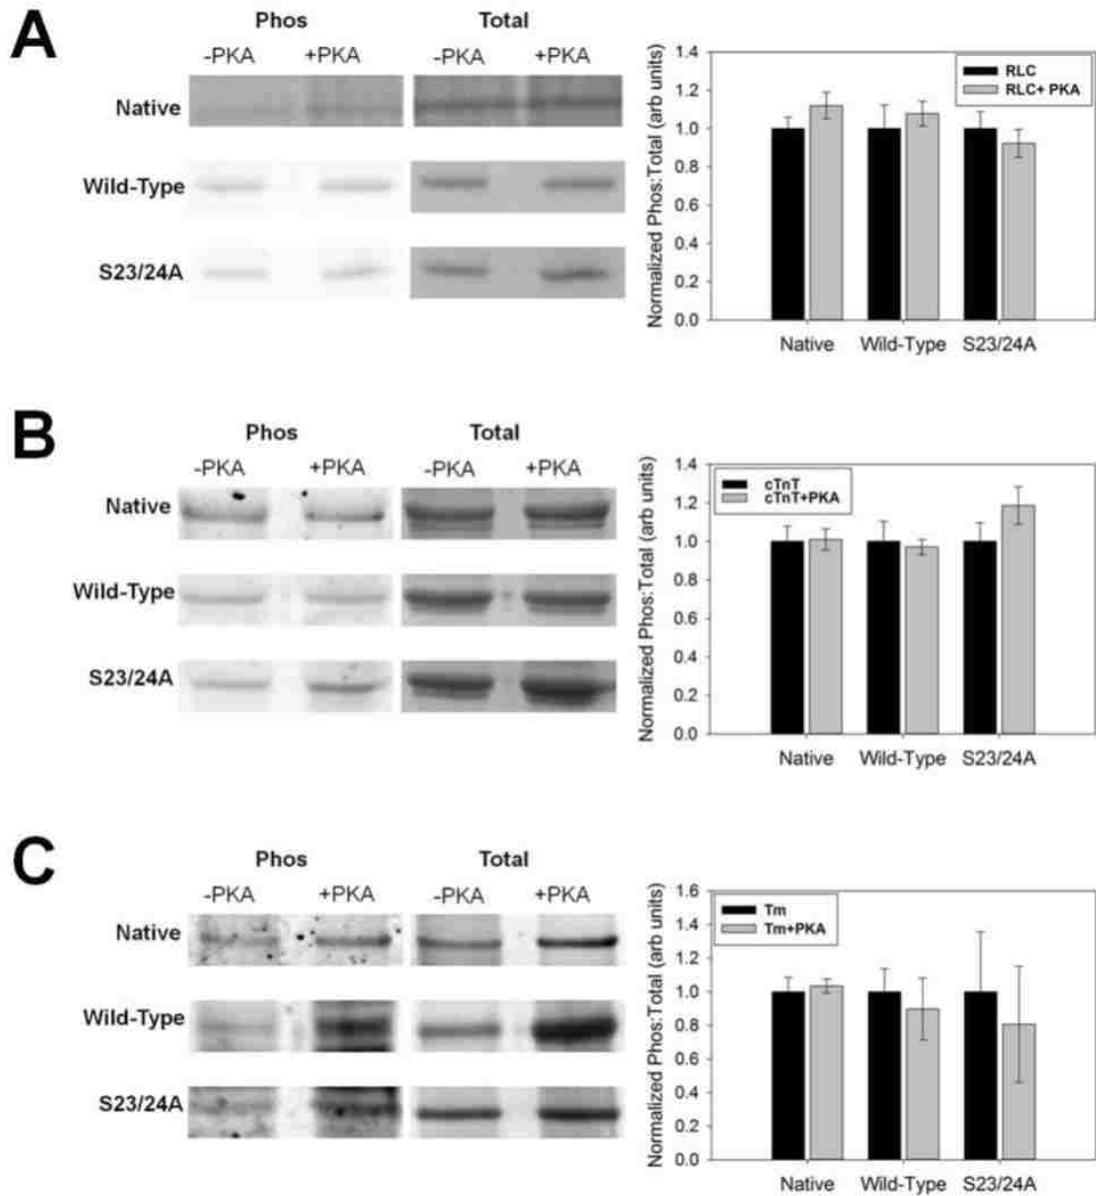 A
Phos Total
-PKA +PKA -PKA +PKA
Native
Wild-Type
S23/24A
Normalized Phos:Total (arb units)
1.4
1.2
1.0
0.8
0.6
0.4
0.2
0.0
RLC
RLC+ PKA
Native Wild-Type S23/24A
B
Phos Total
-PKA +PKA -PKA +PKA
Native
Wild-Type
S23/24A
Normalized Phos:Total (arb units)
1.4
1.2
1.0
0.8
0.6
0.4
0.2
0.0
cTnT
cTnT+PKA
Native Wild-Type S23/24A
C
Phos Total
-PKA +PKA -PKA +PKA
Native
Wild-Type
S23/24A
Normalized Phos:Total (arb units)
1.6
1.4
1.2
1.0
0.8
0.6
0.4
0.2
0.0
Tm
Tm+PKA
Native Wild-Type S23/24A